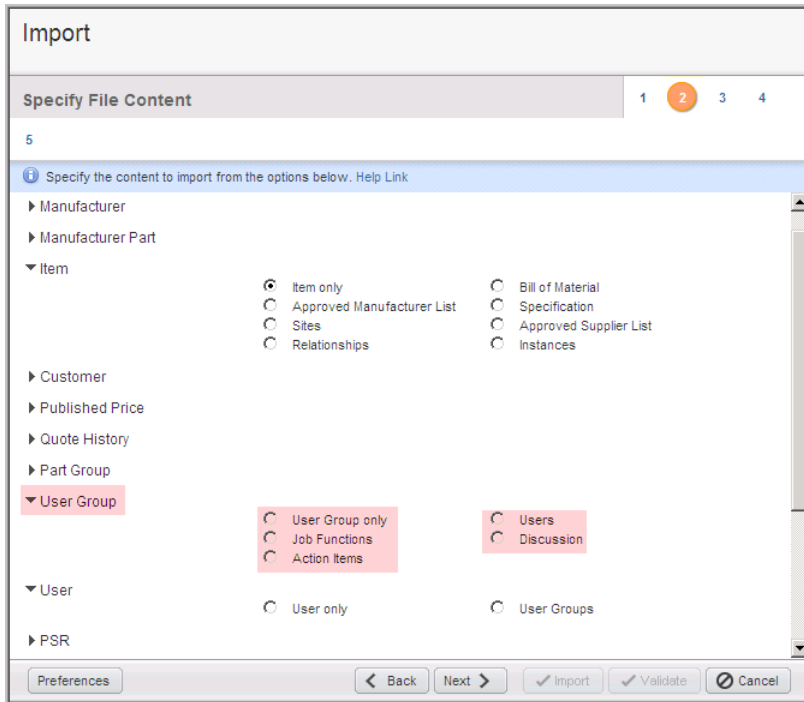 Import
Specify File Content
1 2 3 4
5
Specify the content to import from the options below. Help Link
Manufacturer
Manufacturer Part
Item
Item only Bill of Material
Approved Manufacturer List Specification
Sites Approved Supplier List
Relationships Instances
Customer
Published Price
Quote History
Part Group
User Group
User Group only Users
Job Functions Discussion
Action Items
User
User only User Groups
PSR
Preferences Back Next Import Validate Cancel